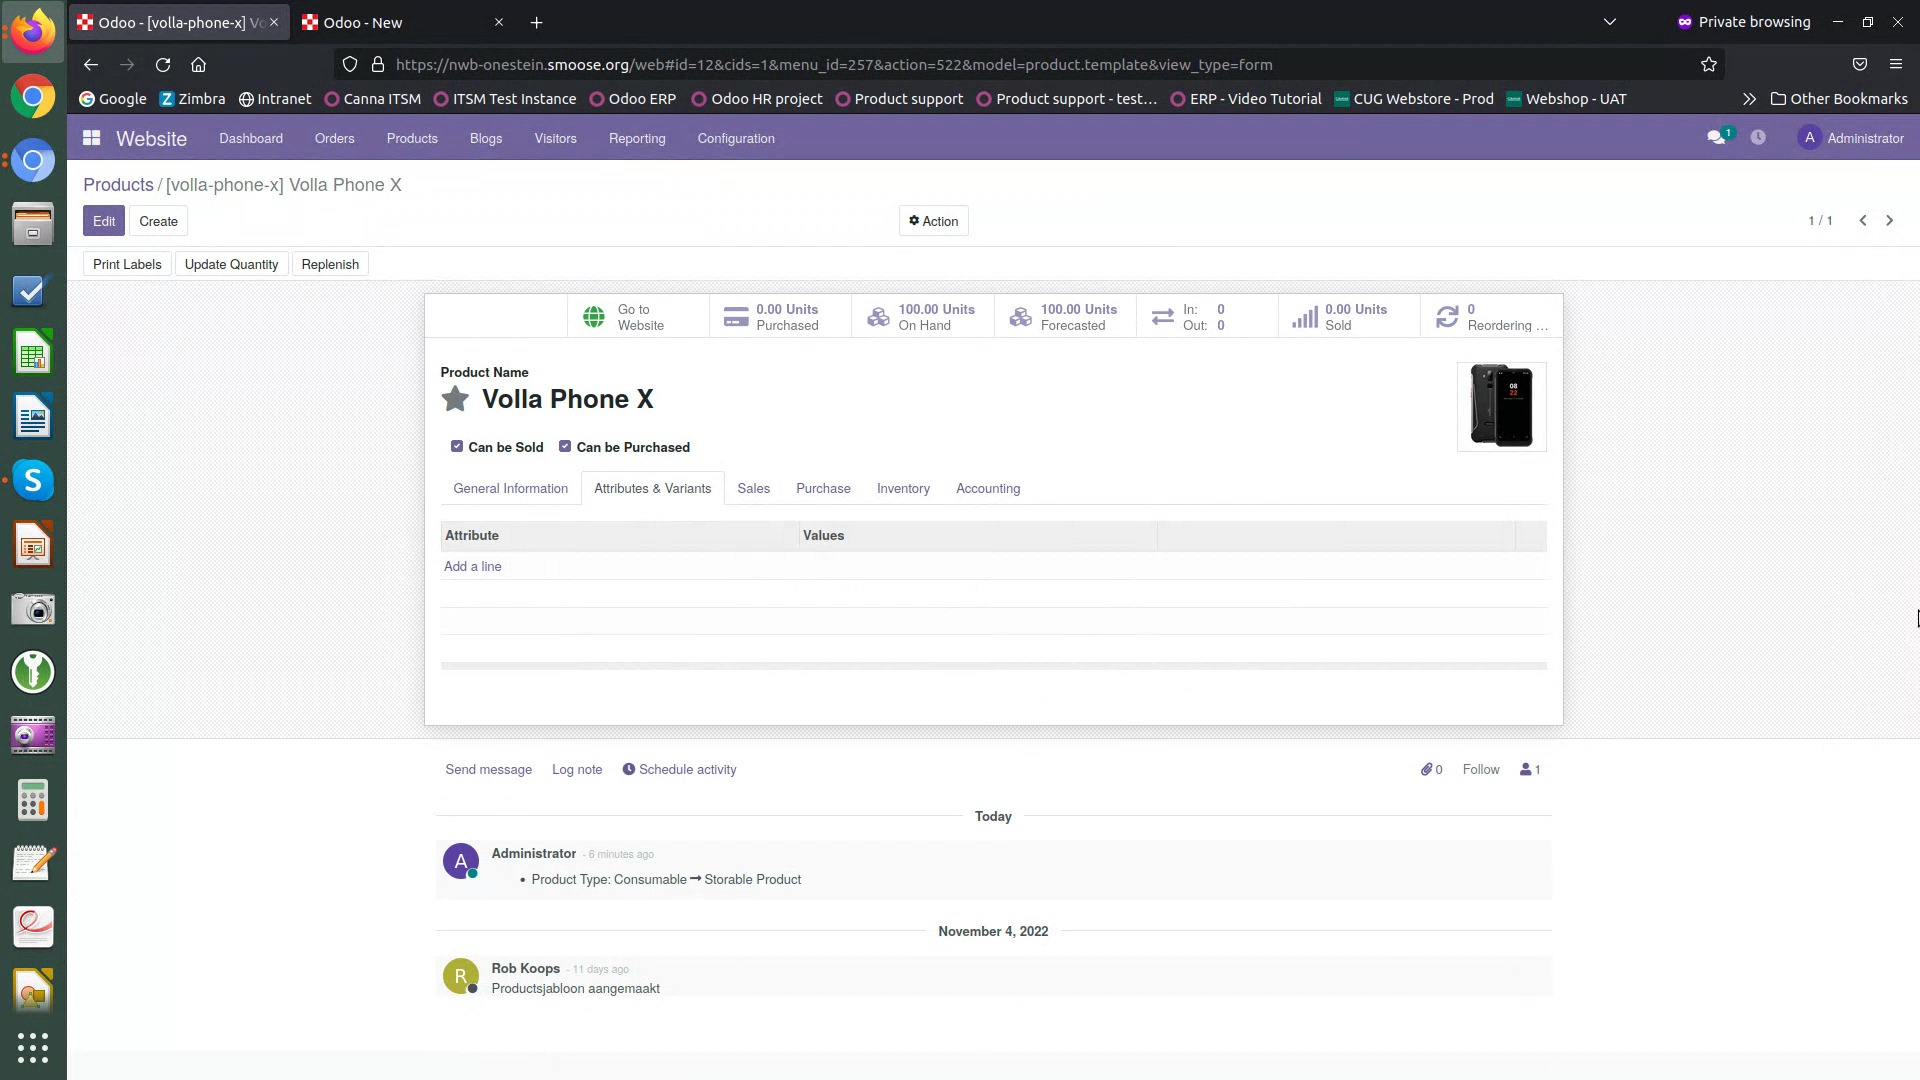 Odoo - [volla-phone-x] Vo
Odoo - New
Private browsing
https://nwb-onestein.smoose.org/web#id=12&cids=1&menu_id=257&action=522&model=product.template&view_type=form
Google
Zimbra
Intranet
Canna ITSM
ITSM Test Instance
Odoo ERP
Odoo HR project
Product support
Product support - test…
ERP - Video Tutorial
CUG Webstore - Prod
Webshop - UAT
Other Bookmarks
Website
Dashboard
Orders
Products
Blogs
Visitors
Reporting
Configuration
1
A
Administrator
Products / [volla-phone-x] Volla Phone X
Edit
Create
Action
1 / 1
Print Labels
Update Quantity
Replenish
Go to
Website
0.00 Units
Purchased
100.00 Units
On Hand
100.00 Units
Forecasted
In: 0
Out: 0
0.00 Units
Sold
0
Reordering ...
Product Name
Volla Phone X
08
22
Can be Sold
Can be Purchased
General Information
Attributes & Variants
Sales
Purchase
Inventory
Accounting
Attribute
Values
Add a line
Send message
Log note
Schedule activity
0
Follow
1
Today
A
Administrator - 6 minutes ago
• Product Type: Consumable → Storable Product
November 4, 2022
R
Rob Koops - 11 days ago
Productsjabloon aangemaakt
S